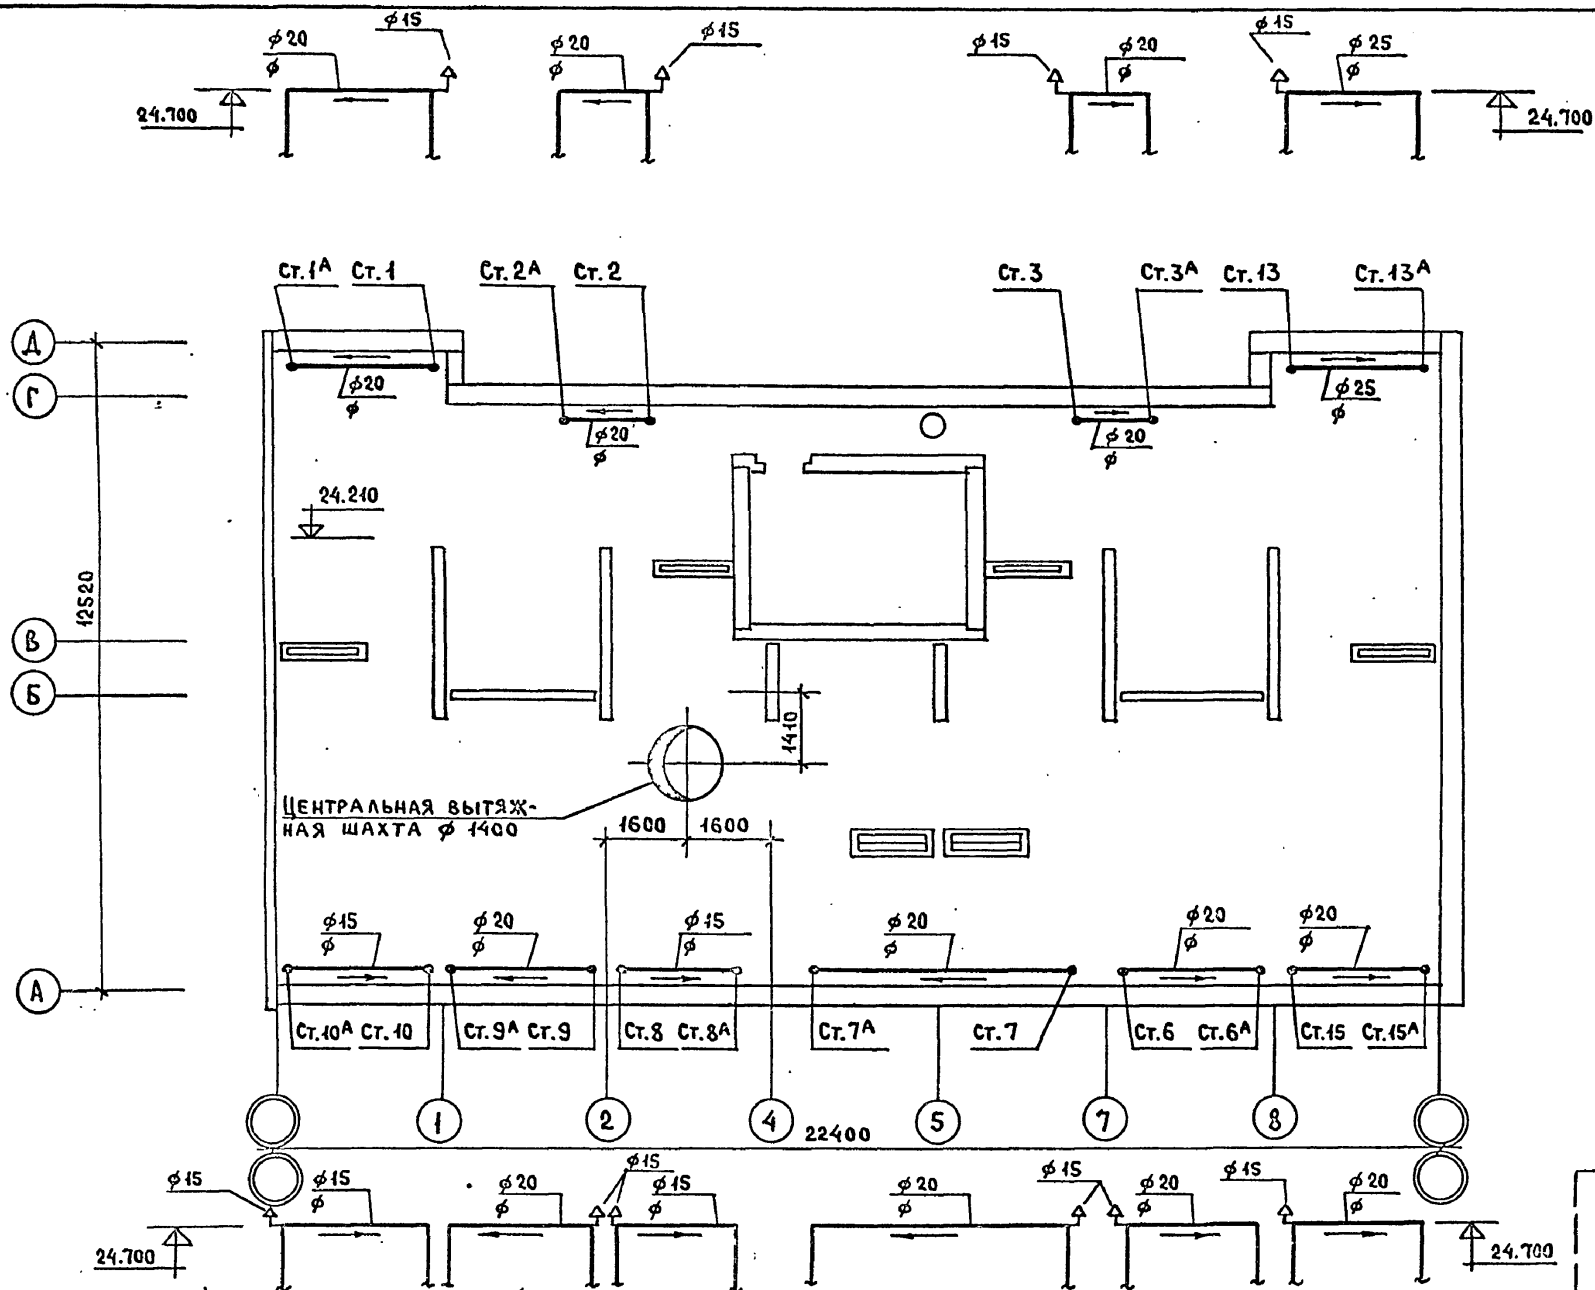 ф20
ф
ф15
ф20
ф
ф15
ф15
ф20
ф
ф15
ф25
ф
24.700
24.700
Ст.1А Ст.1
Ст.2А Ст.2
Ст.3
Ст.3А
Ст.13
Ст.13А
Д
Г
В
Б
А
12520
ф20
ф
ф20
ф
ф20
ф
ф25
ф
24.210
1410
ЦЕНТРАЛЬНАЯ ВЫТЯЖ-
НАЯ ШАХТА ф 1400
1600
1600
ф15
ф
ф20
ф
ф15
ф
ф20
ф
ф20
ф
ф20
ф
Ст.10А Ст.10
Ст.9А Ст.9
Ст.8 Ст.8А
Ст.7А
Ст.7
Ст.6 Ст.6А
Ст.15 Ст.15А
1
2
4
5
7
8
22400
ф15
ф15
ф
ф20
ф
ф15
ф15
ф
ф20
ф
ф15
ф20
ф
ф15
ф20
ф
24.700
24.700